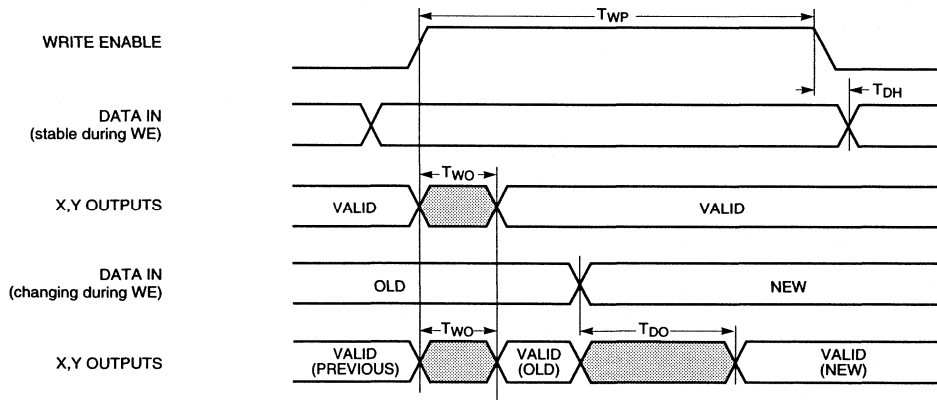 TWP
WRITE ENABLE
TDH
DATA IN
(stable during WE)
TWO
X,Y OUTPUTS
VALID
VALID
DATA IN
(changing during WE)
OLD
NEW
TWO
TDO
X,Y OUTPUTS
VALID
(PREVIOUS)
VALID
(OLD)
VALID
(NEW)